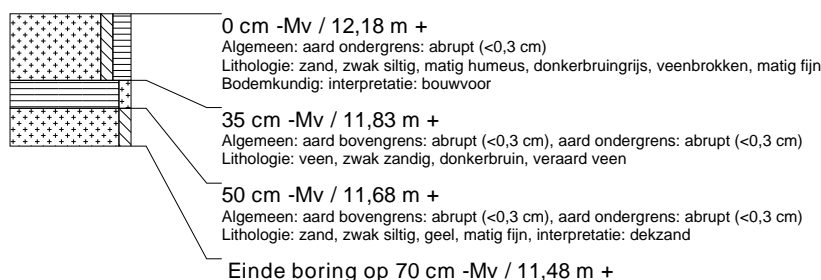 0 cm -Mv / 12,18 m +
Algemeen: aard ondergrens: abrupt (<0,3 cm)
Lithologie: zand, zwak siltig, matig humeus, donkerbruingrijs, veenbrokken, matig fijn
Bodemkundig: interpretatie: bouwvoor
35 cm -Mv / 11,83 m +
Algemeen: aard bovengrens: abrupt (<0,3 cm), aard ondergrens: abrupt (<0,3 cm)
Lithologie: veen, zwak zandig, donkerbruin, veraard veen
50 cm -Mv / 11,68 m +
Algemeen: aard bovengrens: abrupt (<0,3 cm), aard ondergrens: abrupt (<0,3 cm)
Lithologie: zand, zwak siltig, geel, matig fijn, interpretatie: dekzand
Einde boring op 70 cm -Mv / 11,48 m +